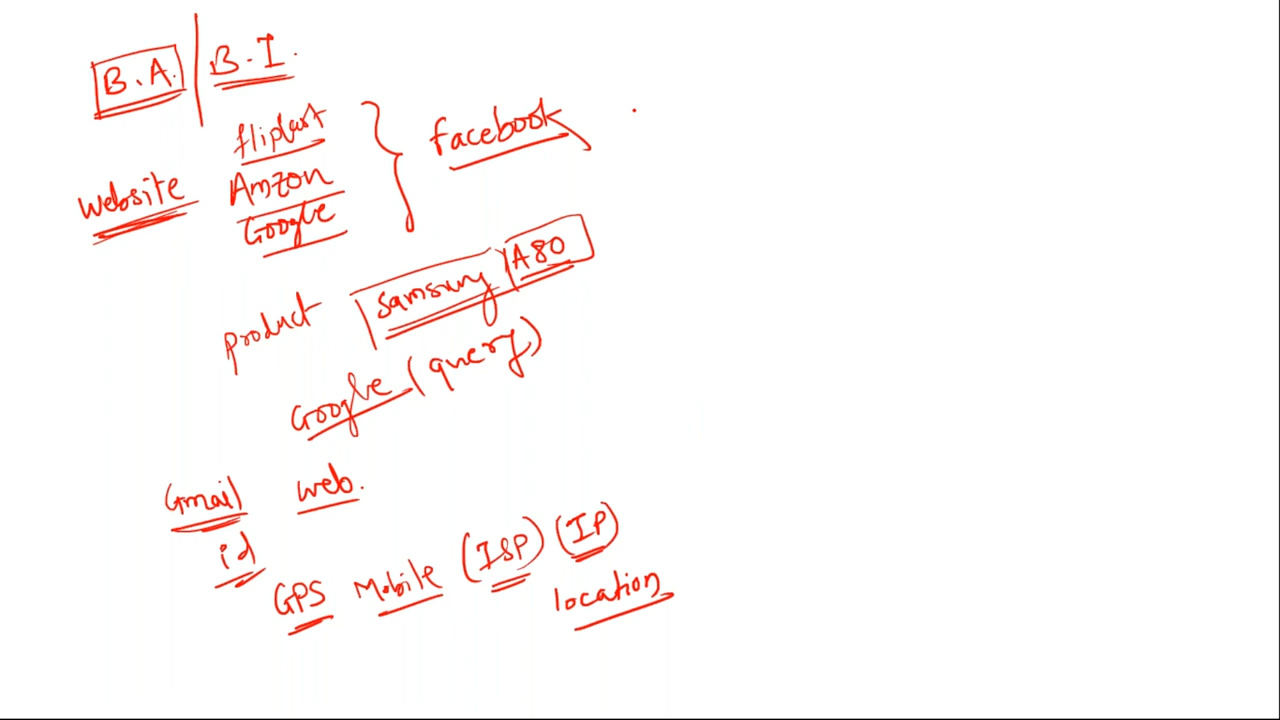 B.A. | B.I.
flipkart
website Amzon
Google
facebook
product Samsung A80
Google (query)
Gmail web.
id
GPS Mobile (ISP) (IP)
location